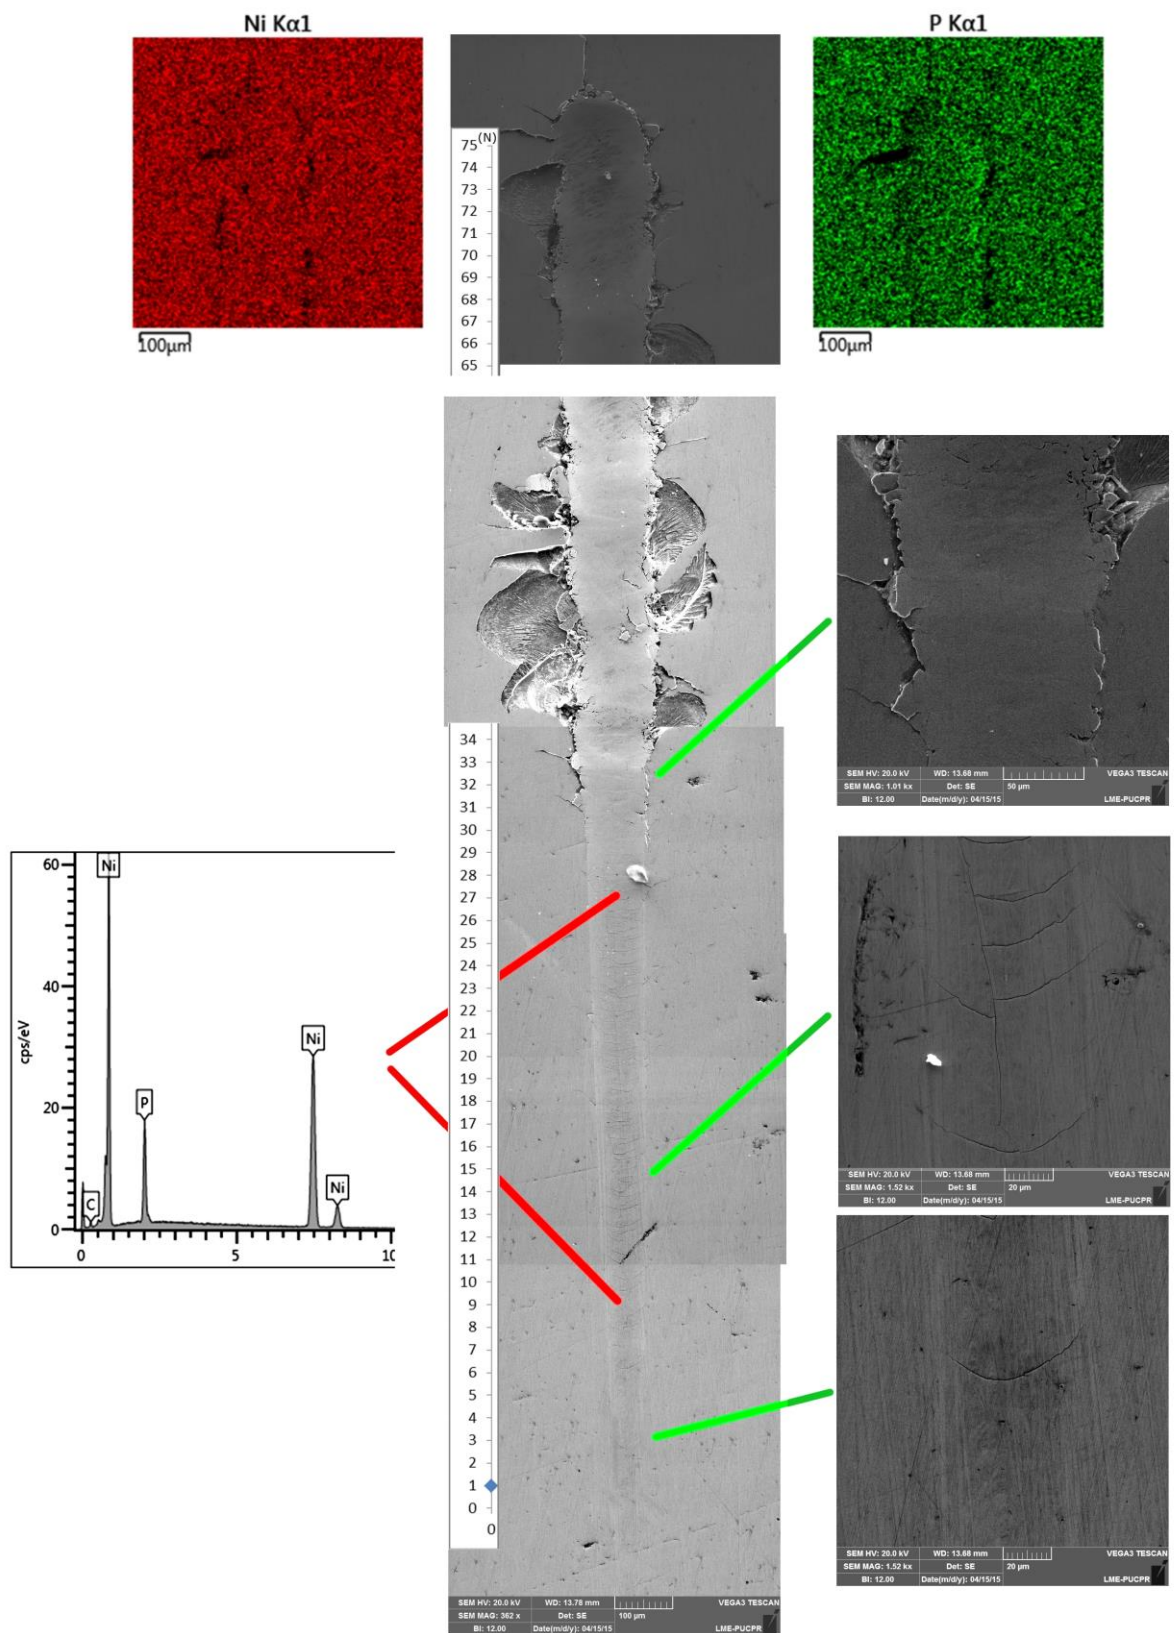 Ni Kα1
P Kα1
(N)
75
74
73
72
71
70
69
68
67
66
65
100μm
100μm
34
33
32
31
30
29
28
27
26
25
24
23
22
21
20
19
18
17
16
15
14
13
12
11
10
9
8
7
6
5
4
3
2
1
0
0
SEM HV: 20.0 kV WD: 13.68 mm VEGA3 TESCAN
SEM MAG: 1.01 kx Det: SE 50 µm
BI: 12.00 Date(m/d/y): 04/15/15 LME-PUCPR
60
40
20
0
cps/eV
Ni
P
C
Ni
Ni
0 5 10
SEM HV: 20.0 kV WD: 13.68 mm VEGA3 TESCAN
SEM MAG: 1.52 kx Det: SE 20 µm
BI: 12.00 Date(m/d/y): 04/15/15 LME-PUCPR
SEM HV: 20.0 kV WD: 13.68 mm VEGA3 TESCAN
SEM MAG: 1.52 kx Det: SE 20 µm
BI: 12.00 Date(m/d/y): 04/15/15 LME-PUCPR
SEM HV: 20.0 kV WD: 13.78 mm VEGA3 TESCAN
SEM MAG: 362 x Det: SE 100 µm
BI: 12.00 Date(m/d/y): 04/15/15 LME-PUCPR